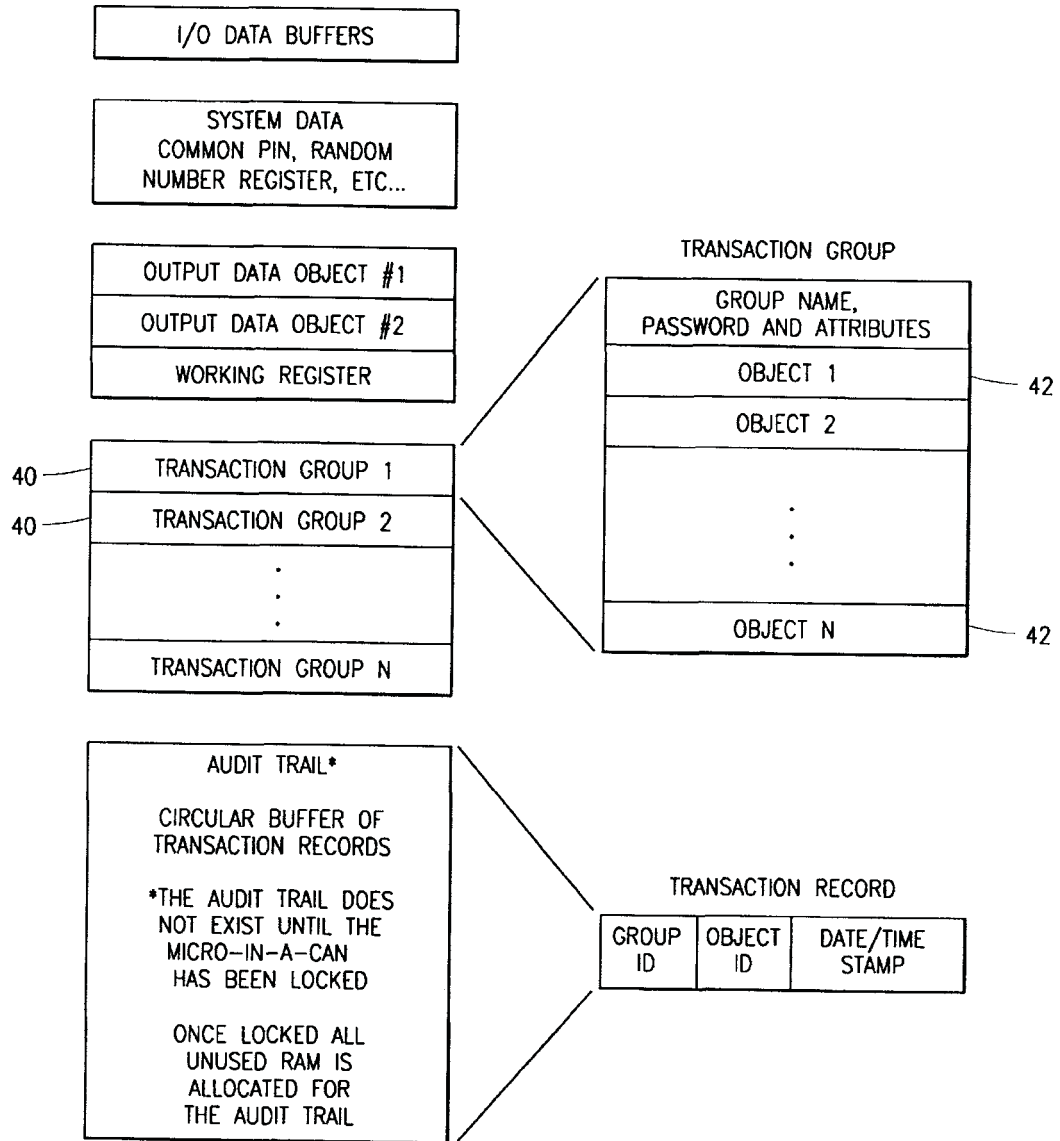 I/O DATA BUFFERS
SYSTEM DATA
COMMON PIN, RANDOM
NUMBER REGISTER, ETC...
OUTPUT DATA OBJECT #1
OUTPUT DATA OBJECT #2
WORKING REGISTER
40
TRANSACTION GROUP 1
40
TRANSACTION GROUP 2
TRANSACTION GROUP N
TRANSACTION GROUP
GROUP NAME,
PASSWORD AND ATTRIBUTES
OBJECT 1
42
OBJECT 2
OBJECT N
42
AUDIT TRAIL*
CIRCULAR BUFFER OF
TRANSACTION RECORDS
*THE AUDIT TRAIL DOES
NOT EXIST UNTIL THE
MICRO-IN-A-CAN
HAS BEEN LOCKED
ONCE LOCKED ALL
UNUSED RAM IS
ALLOCATED FOR
THE AUDIT TRAIL
TRANSACTION RECORD
GROUP
ID
OBJECT
ID
DATE/TIME
STAMP